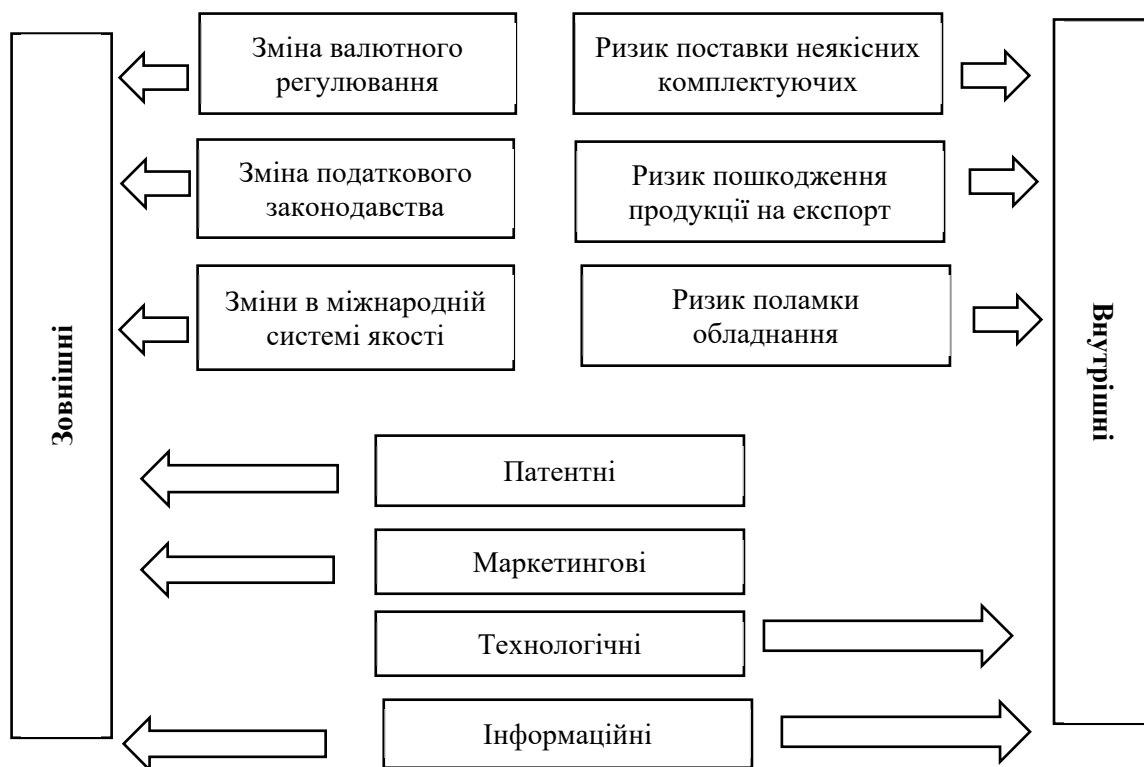 Зміна валютного
регулювання
Ризик поставки неякісних
комплектуючих
Зміна податкового
законодавства
Ризик пошкодження
продукції на експорт
Зміни в міжнародній
системі якості
Ризик поламки
обладнання
Зовнішні
Внутрішні
Патентні
Маркетингові
Технологічні
Інформаційні